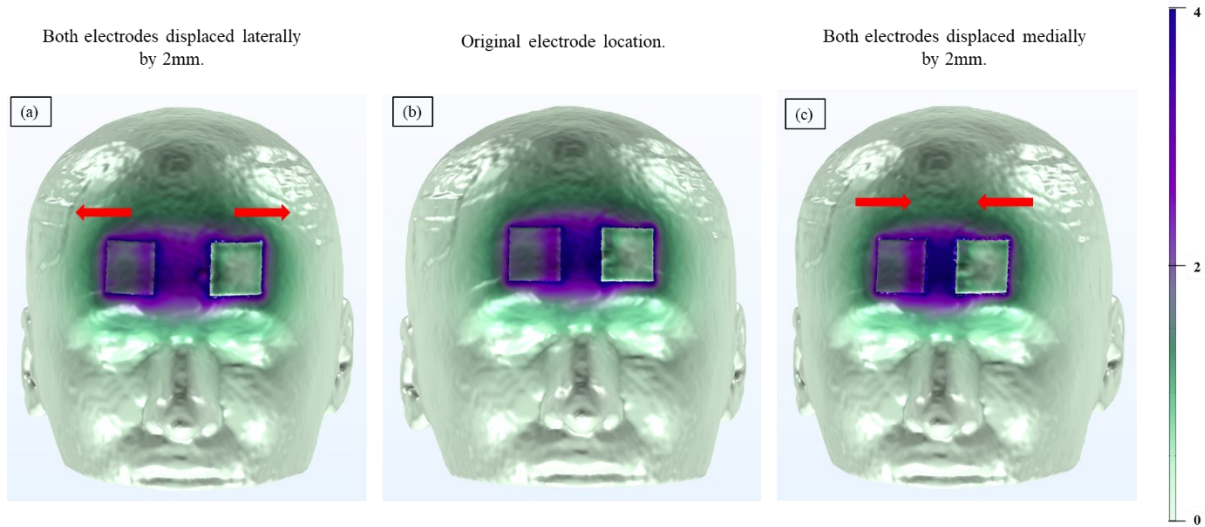 Both electrodes displaced laterally
by 2mm.
Original electrode location.
Both electrodes displaced medially
by 2mm.
(a)
(b)
(c)
4
2
0